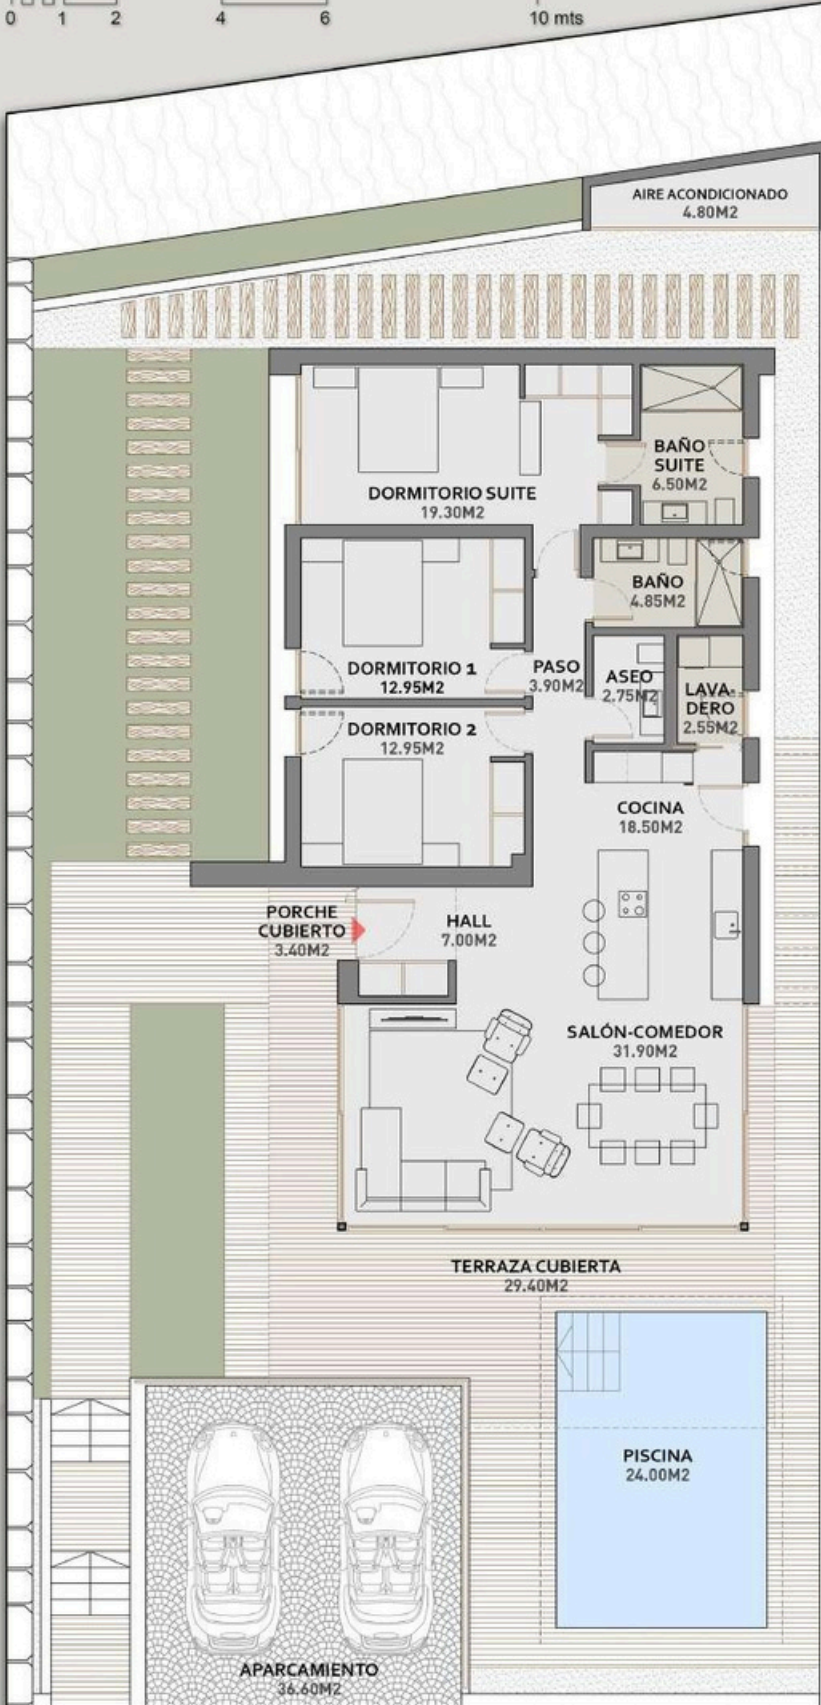 0 1 2 4 6 10 mts
AIRE ACONDICIONADO
4.80M2
BAÑO
SUITE
6.50M2
DORMITORIO SUITE
19.30M2
BAÑO
4.85M2
DORMITORIO 1
12.95M2
PASO
3.90M2
ASEO
2.75M2
LAVA-
DERO
2.55M2
DORMITORIO 2
12.95M2
COCINA
18.50M2
PORCHE
CUBIERTO
3.40M2
HALL
7.00M2
SALÓN-COMEDOR
31.90M2
TERRAZA CUBIERTA
29.40M2
PISCINA
24.00M2
APARCAMIENTO
36.60M2